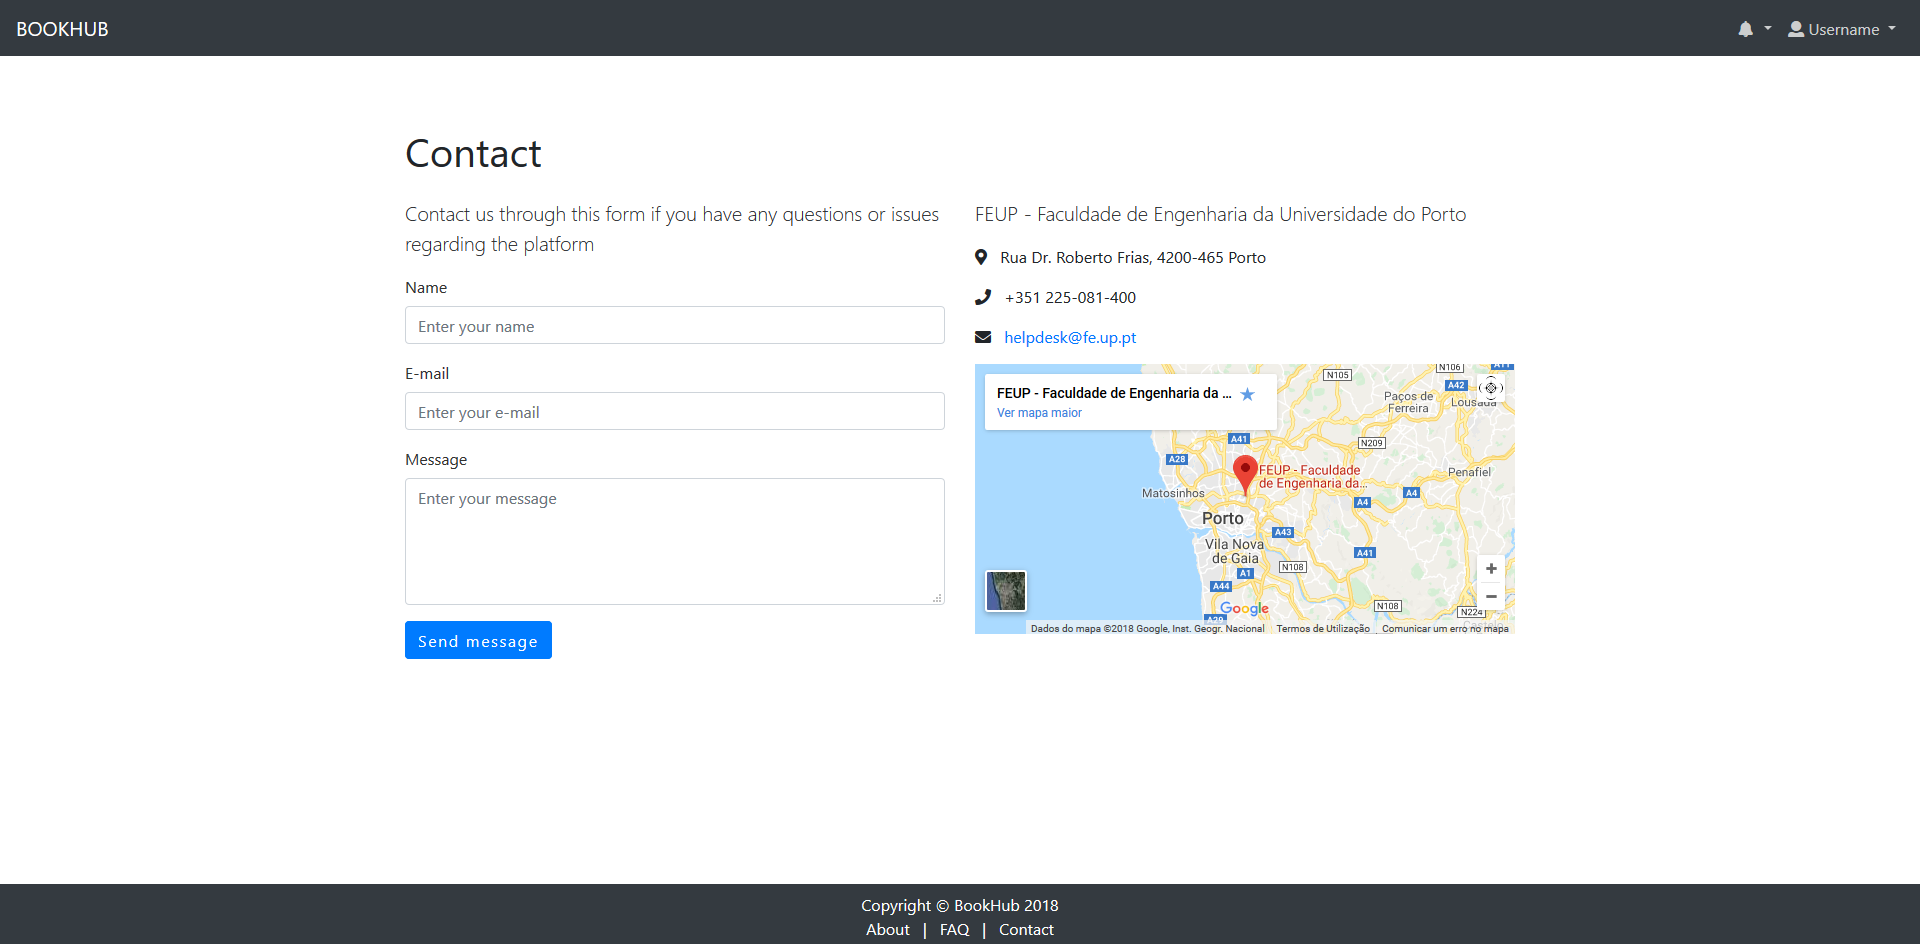 BOOKHUB
Username
Contact
Contact us through this form if you have any questions or issues
regarding the platform
Name
Enter your name
E-mail
Enter your e-mail
Message
Enter your message
Send message
FEUP - Faculdade de Engenharia da Universidade do Porto
Rua Dr. Roberto Frias, 4200-465 Porto
+351 225-081-400
helpdesk@fe.up.pt
FEUP - Faculdade de Engenharia da ...
Ver mapa maior
N105
N106
A11
A42
Paços de
Ferreira
Lousada
A41
N209
A28
FEUP - Faculdade
de Engenharia da...
Penafiel
Matosinhos
A4
A4
Porto
A43
Vila Nova
de Gaia
A41
N108
A1
A44
N108
Google
N224
A29
Dados do mapa ©2018 Google, Inst. Geogr. Nacional
Termos de Utilização
Comunicar um erro no mapa
Copyright © BookHub 2018
About | FAQ | Contact